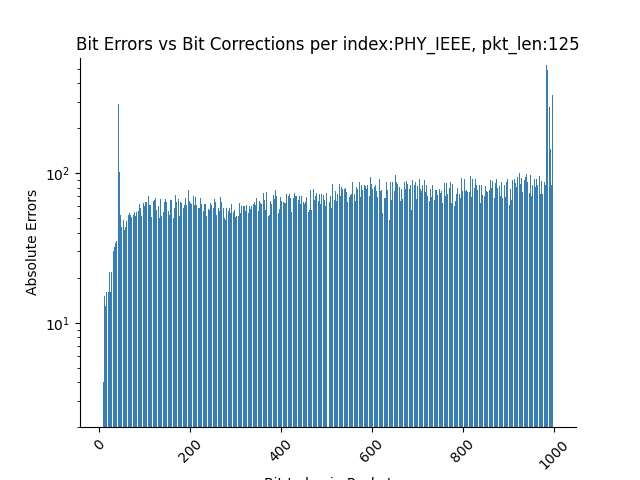 Bit Errors vs Bit Corrections per index:PHY_IEEE, pkt_len:125
Absolute Errors
10²
10¹
0 200 400 600 800 1000